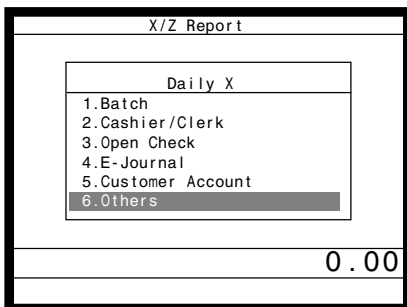 X/Z Report
Daily X
1.Batch
2.Cashier/Clerk
3.Open Check
4.E-Journal
5.Customer Account
6.Others
0.00